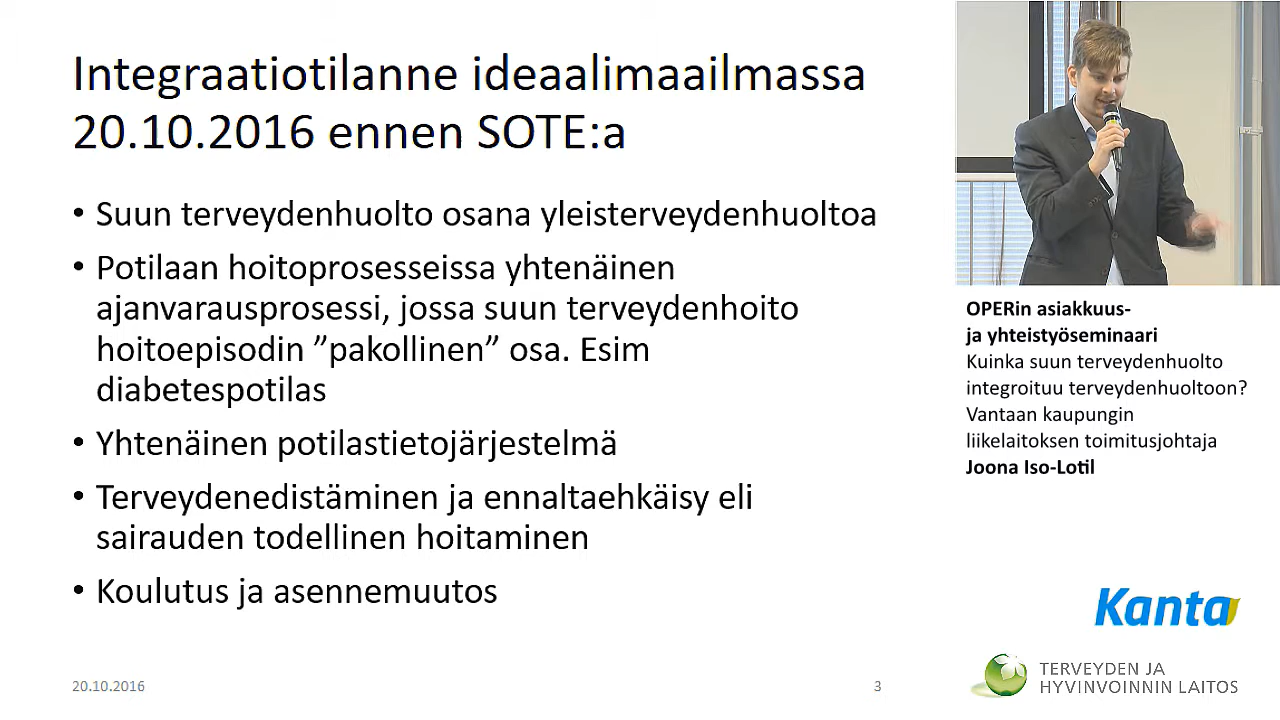 Integraatiotilanne ideaalimaailmassa
20.10.2016 ennen SOTE:a
• Suun terveydenhuolto osana yleisterveydenhuoltoa
• Potilaan hoitoprosesseissa yhtenäinen
ajanvarausprosessi, jossa suun terveydenhoito
hoitoepisodin ”pakollinen” osa. Esim
diabetespotilas
• Yhtenäinen potilastietojärjestelmä
• Terveydenedistäminen ja ennaltaehkäisy eli
sairauden todellinen hoitaminen
• Koulutus ja asennemuutos
20.10.2016
3
OPERin asiakkuus-
ja yhteistyöseminaari
Kuinka suun terveydenhuolto
integroituu terveydenhuoltoon?
Vantaan kaupungin
liikelaitoksen toimitusjohtaja
Joona Iso-Lotil
Kanta
TERVEYDEN JA
HYVINVOINNIN LAITOS